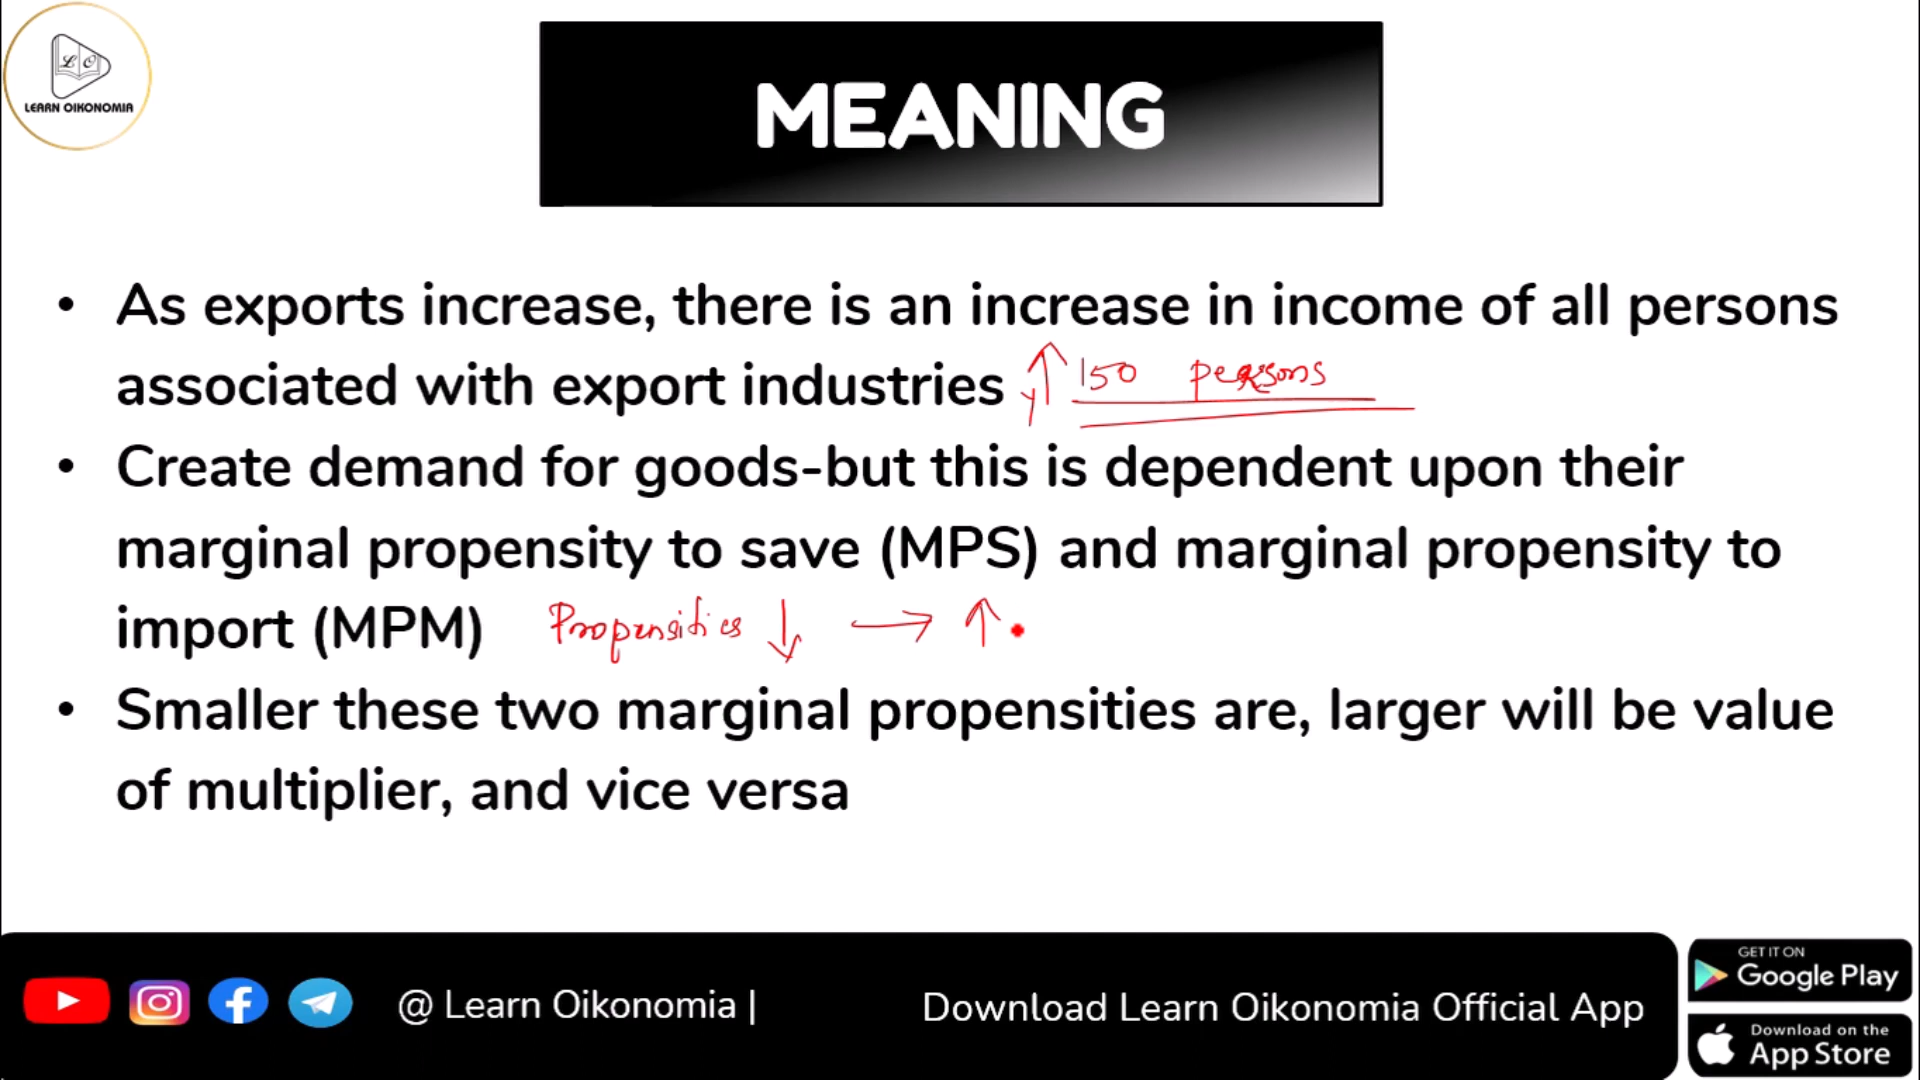 LO
LEARN OIKONOMIA
MEANING
• As exports increase, there is an increase in income of all persons
associated with export industries
y↑ 150 persons
• Create demand for goods-but this is dependent upon their
marginal propensity to save (MPS) and marginal propensity to
import (MPM)
Propensities ↓ → ↑
• Smaller these two marginal propensities are, larger will be value
of multiplier, and vice versa
@ Learn Oikonomia |
Download Learn Oikonomia Official App
GET IT ON
Google Play
Download on the
App Store